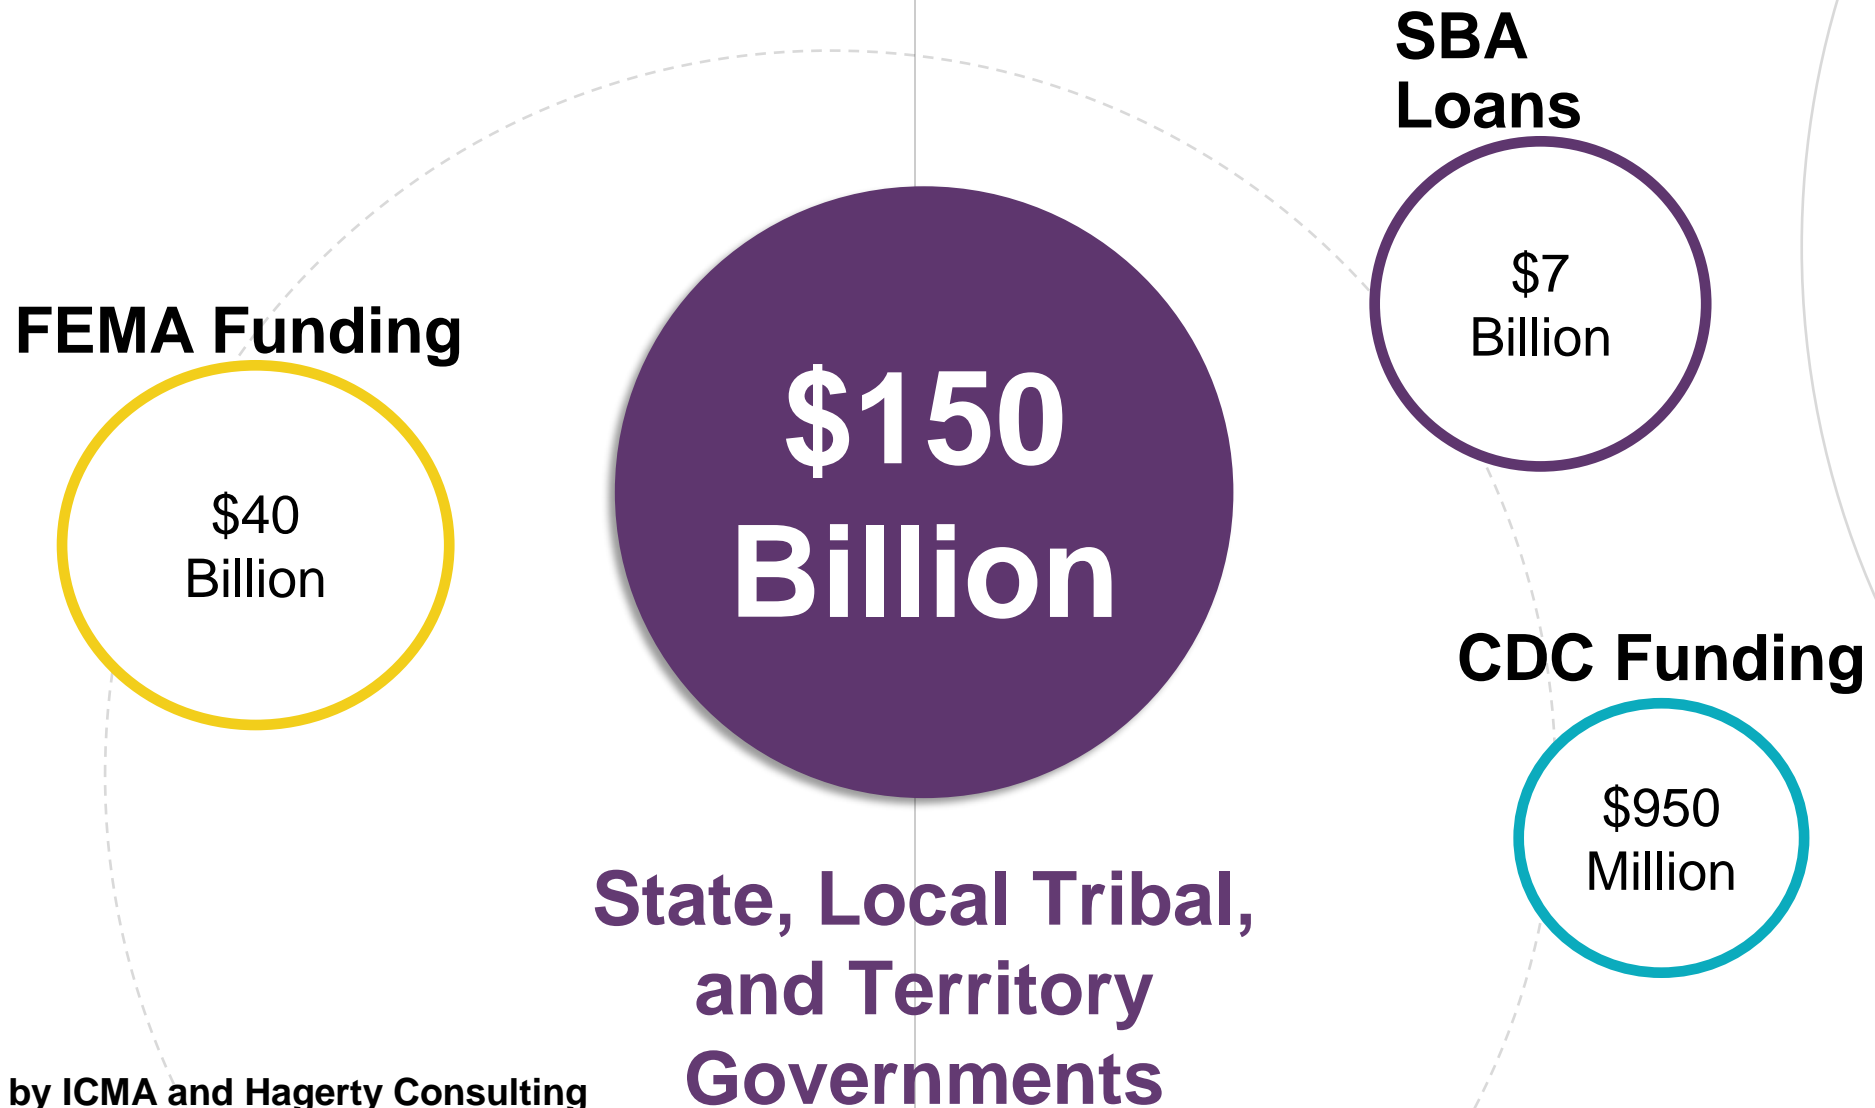 SBA
Loans
$7
Billion
FEMA Funding
$40
Billion
$150
Billion
CDC Funding
$950
Million
State, Local Tribal,
and Territory
Governments
by ICMA and Hagerty Consulting